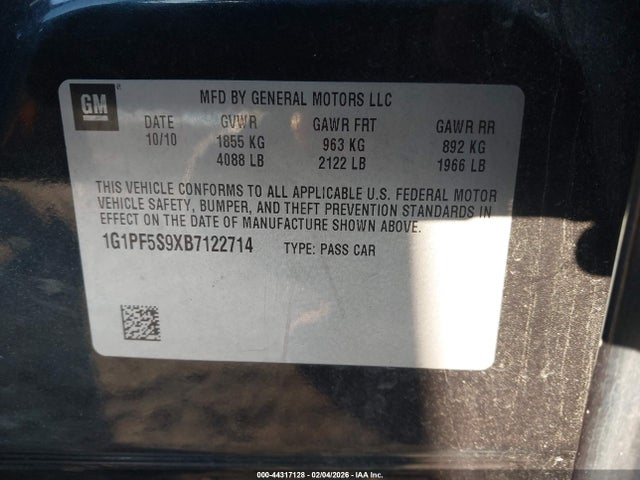 GM
MFD BY GENERAL MOTORS LLC
DATE GVWR GAWR FRT GAWR RR
10/10 1855 KG 963 KG 892 KG
4088 LB 2122 LB 1966 LB
THIS VEHICLE CONFORMS TO ALL APPLICABLE U.S. FEDERAL MOTOR
VEHICLE SAFETY, BUMPER, AND THEFT PREVENTION STANDARDS IN
EFFECT ON THE DATE OF MANUFACTURE SHOWN ABOVE.
1G1PF5S9XB7122714 TYPE: PASS CAR
000-44317128 - 02/04/2026 - IAA Inc.